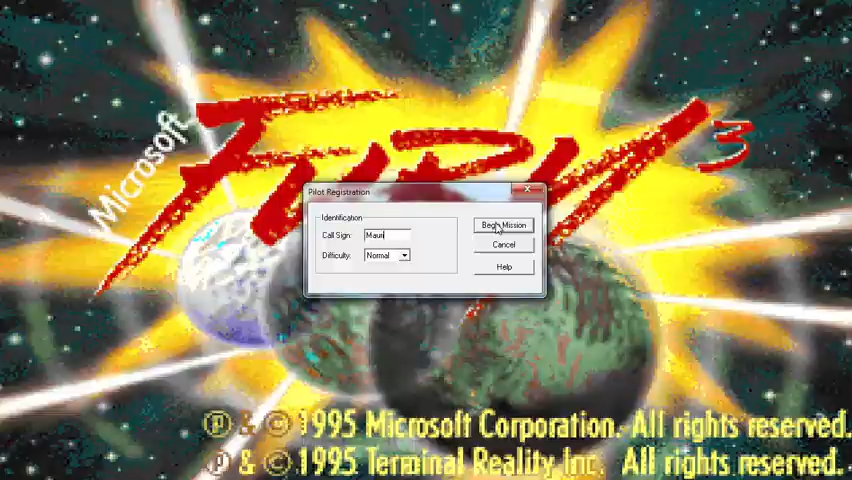 Microsoft
FURY 3
Pilot Registration
Identification
Call Sign: Mauri
Difficulty: Normal
Begin Mission
Cancel
Help
Ⓟ & © 1995 Microsoft Corporation. All rights reserved.
Ⓟ & © 1995 Terminal Reality Inc. All rights reserved.